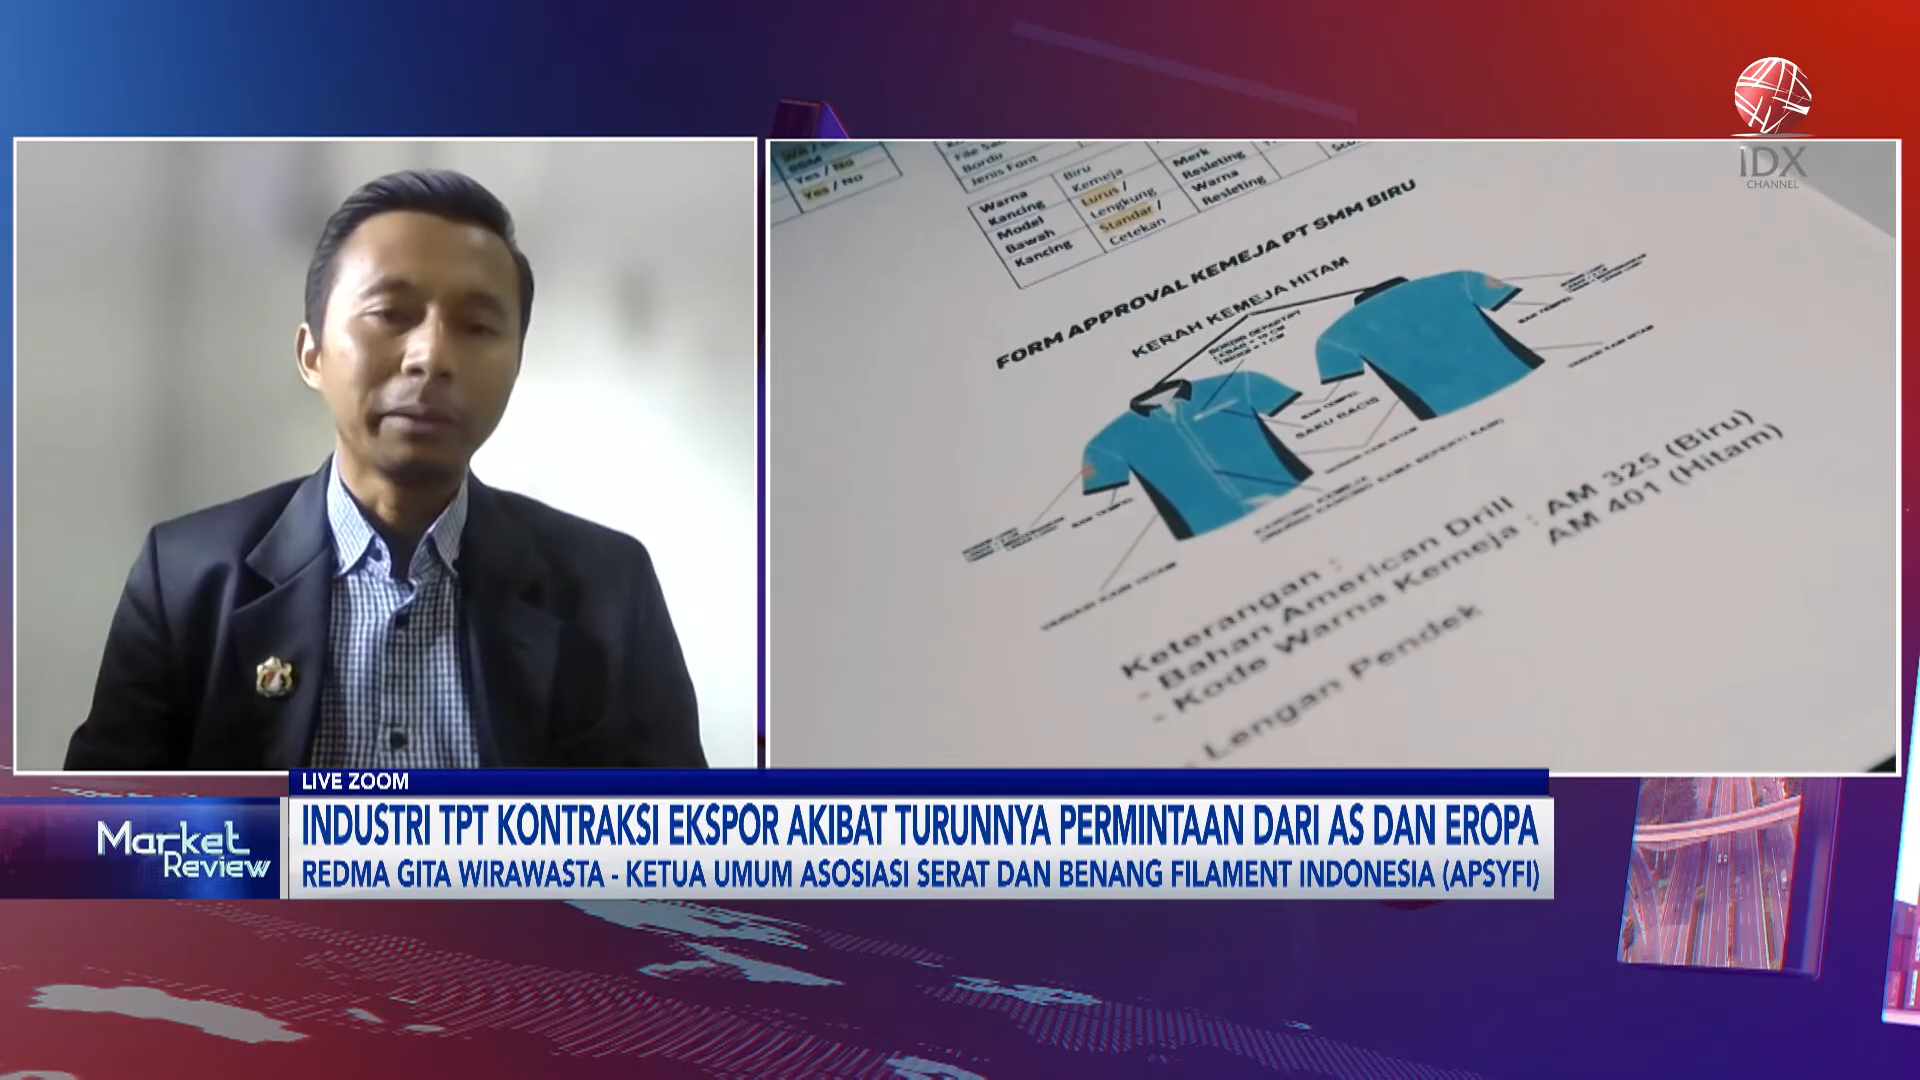 iDX
CHANNEL
Yes / No
Yes / No
File
Bordir
Jenis Font
Merk
Resleting
Warna
Resleting
Warna
Kancing
Model
Bawah
Kancing
Biru
Kemeja
Lurus /
Lengkung
Standar /
Cetekan
FORM APPROVAL KEMEJA PT SMM BIRU
KERAH KEMEJA HITAM
SAKU BACIS
Keterangan :
- Bahan American Drill
- Kode Warna Kemeja : AM 325 (Biru)
AM 401 (Hitam)
- Lengan Pendek
LIVE ZOOM
Market
Review
INDUSTRI TPT KONTRAKSI EKSPOR AKIBAT TURUNNYA PERMINTAAN DARI AS DAN EROPA
REDMA GITA WIRAWASTA - KETUA UMUM ASOSIASI SERAT DAN BENANG FILAMENT INDONESIA (APSYFI)